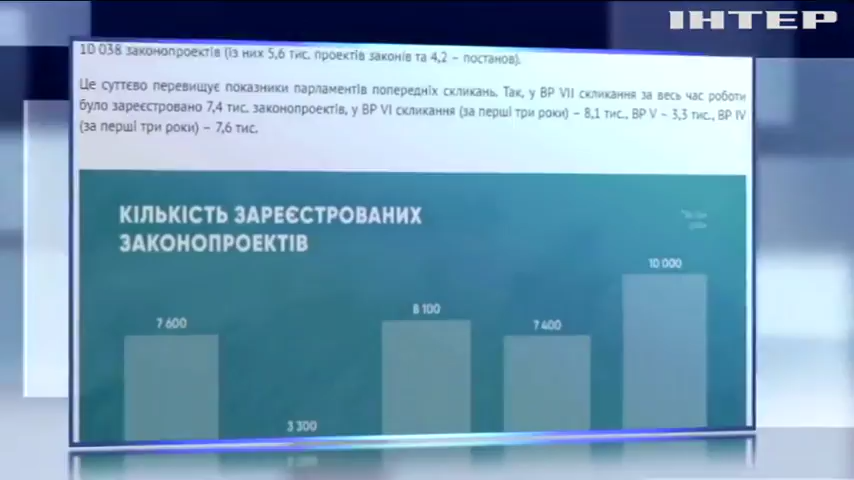 ІНТЕР
10 038 законопроектів (із них 5,6 тис. проектів законів та 4,2 – постанов).
Це суттєво перевищує показники парламентів попередніх скликань. Так, у ВР VII скликання за весь час роботи
було зареєстровано 7,4 тис. законопроектів, у ВР VI скликання (за перші три роки) – 8,1 тис., ВР V – 3,3 тис., ВР IV
(за перші три роки) – 7,6 тис.
КІЛЬКІСТЬ ЗАРЕЄСТРОВАНИХ
ЗАКОНОПРОЕКТІВ
10 000
8 100
7 600
7 400
3 300